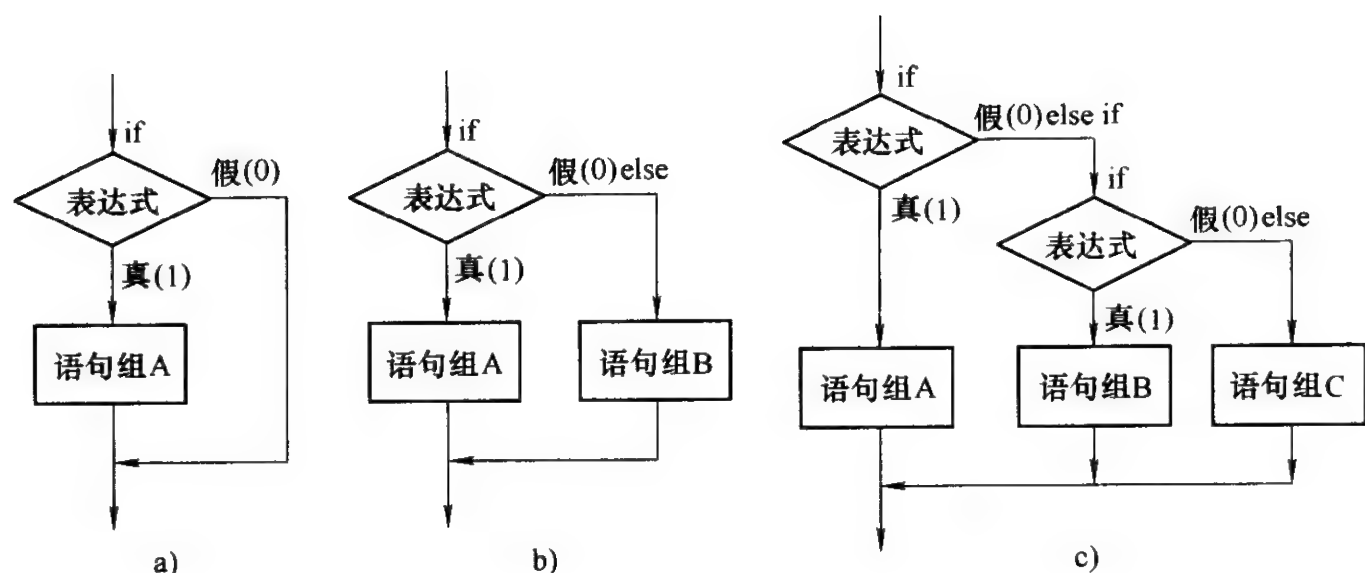 if
表达式
假(0)
真(1)
语句组A
a)
if
表达式
假(0)else
真(1)
语句组A
语句组B
b)
if
表达式
假(0)else if
真(1)
if
表达式
假(0)else
真(1)
语句组A
语句组B
语句组C
c)